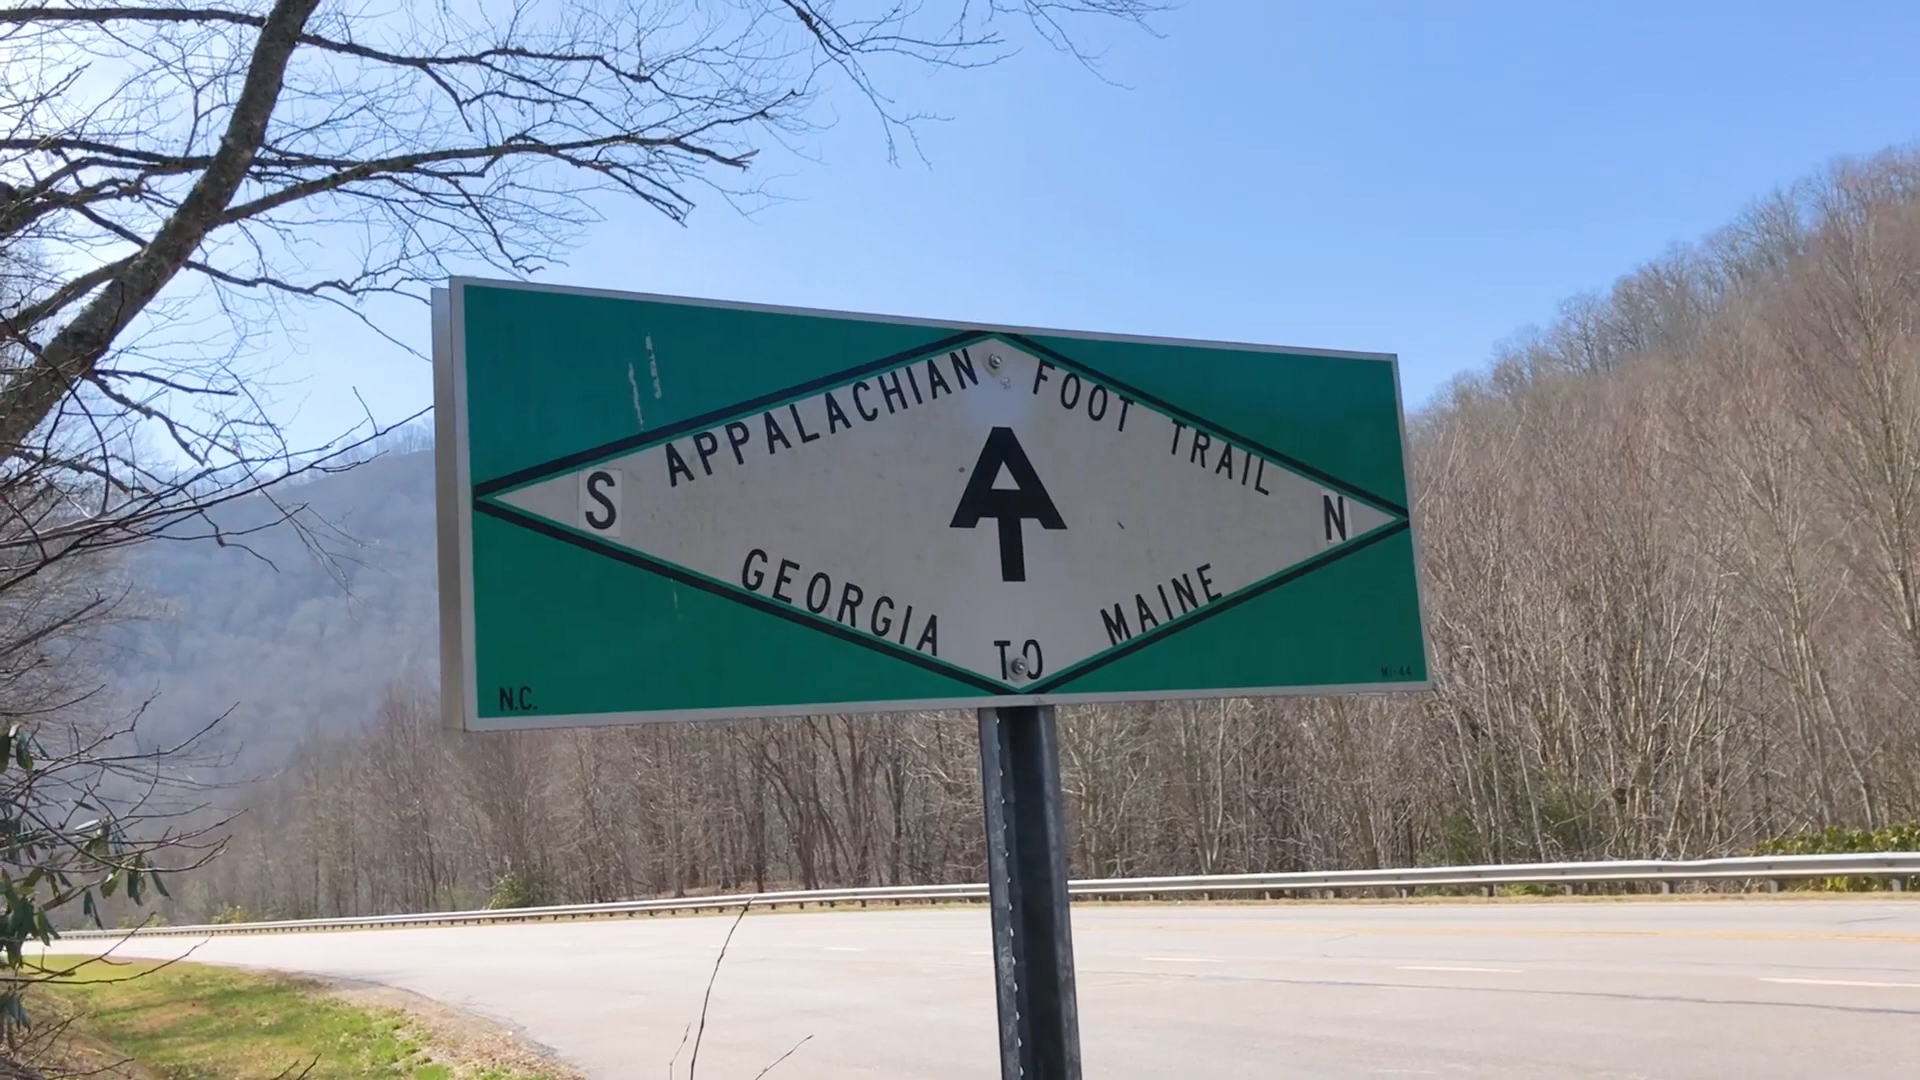 APPALACHIAN FOOT TRAIL
S
AT
N
GEORGIA TO MAINE
N.C.